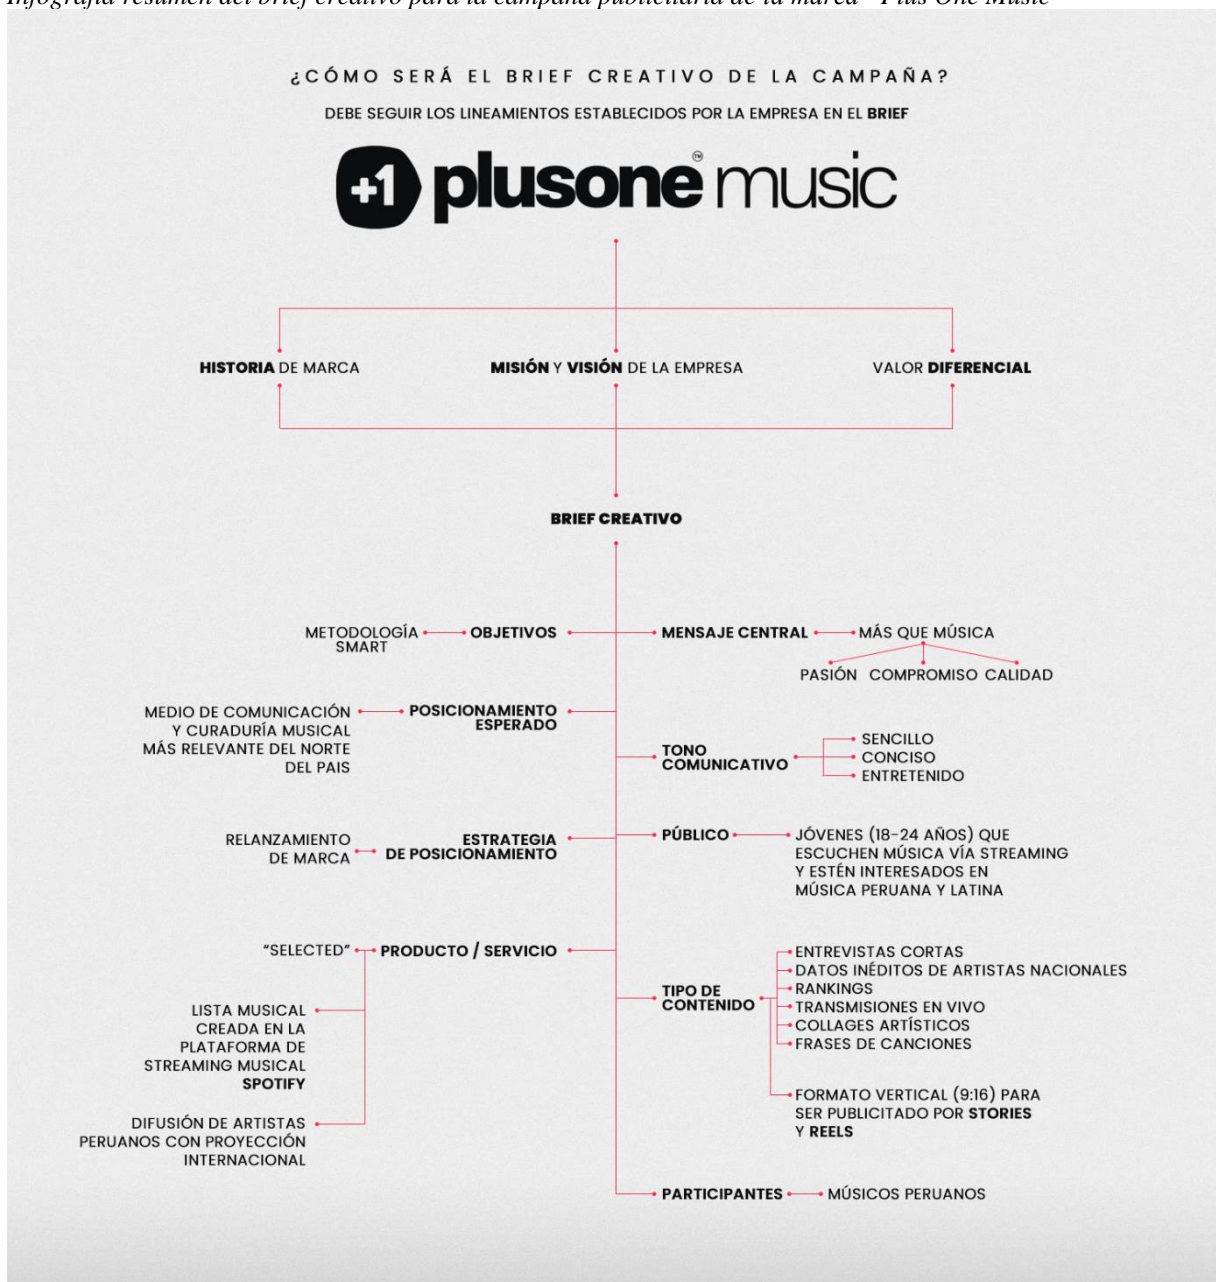 Infografía resumen del brief creativo para la campaña publicitaria de la marca "Plus One Music"
¿CÓMO SERÁ EL BRIEF CREATIVO DE LA CAMPAÑA?
DEBE SEGUIR LOS LINEAMIENTOS ESTABLECIDOS POR LA EMPRESA EN EL BRIEF
+1 plusone™ music
HISTORIA DE MARCA
MISIÓN Y VISIÓN DE LA EMPRESA
VALOR DIFERENCIAL
BRIEF CREATIVO
METODOLOGÍA
SMART
OBJETIVOS
MENSAJE CENTRAL
MÁS QUE MÚSICA
PASIÓN COMPROMISO CALIDAD
MEDIO DE COMUNICACIÓN
Y CURADURÍA MUSICAL
MÁS RELEVANTE DEL NORTE
DEL PAIS
POSICIONAMIENTO
ESPERADO
TONO
COMUNICATIVO
SENCILLO
CONCISO
ENTRETENIDO
RELANZAMIENTO
DE MARCA
ESTRATEGIA
DE POSICIONAMIENTO
PÚBLICO
JÓVENES (18-24 AÑOS) QUE
ESCUCHEN MÚSICA VÍA STREAMING
Y ESTÉN INTERESADOS EN
MÚSICA PERUANA Y LATINA
"SELECTED"
PRODUCTO / SERVICIO
LISTA MUSICAL
CREADA EN LA
PLATAFORMA DE
STREAMING MUSICAL
SPOTIFY
DIFUSIÓN DE ARTISTAS
PERUANOS CON PROYECCIÓN
INTERNACIONAL
TIPO DE
CONTENIDO
ENTREVISTAS CORTAS
DATOS INÉDITOS DE ARTISTAS NACIONALES
RANKINGS
TRANSMISIONES EN VIVO
COLLAGES ARTÍSTICOS
FRASES DE CANCIONES
FORMATO VERTICAL (9:16) PARA
SER PUBLICITADO POR STORIES
Y REELS
PARTICIPANTES
MÚSICOS PERUANOS